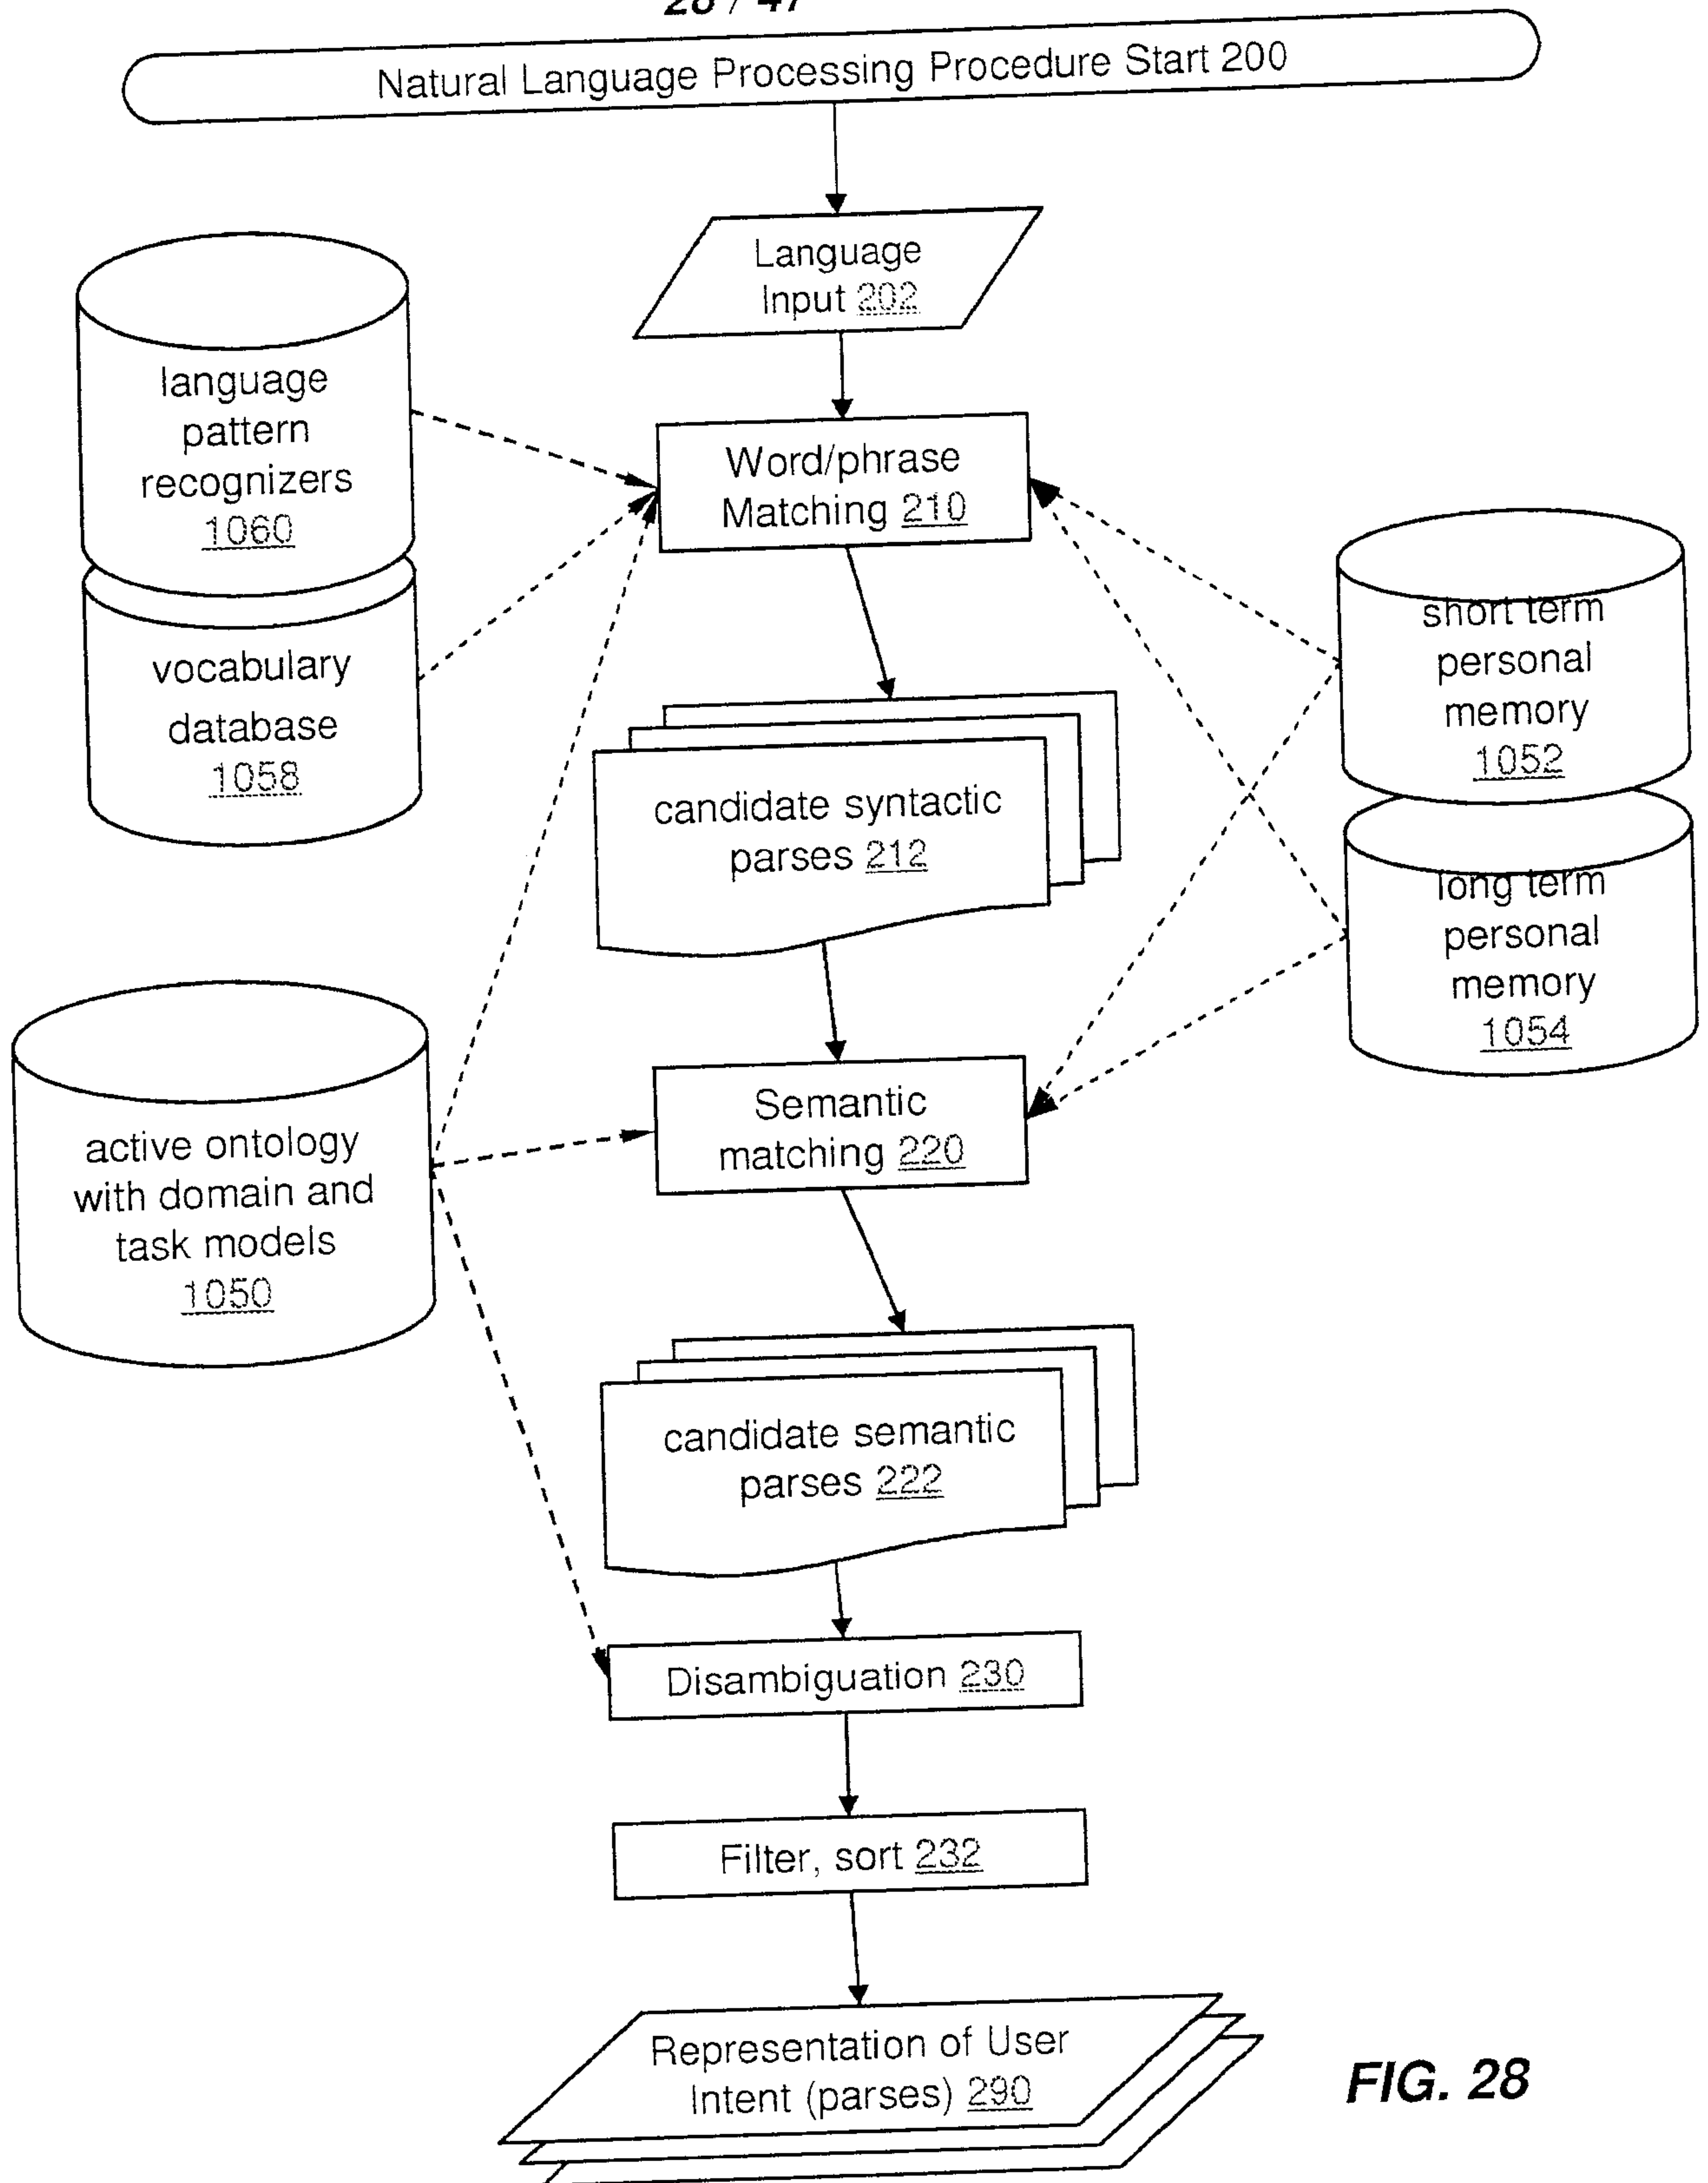 28 / 47
Natural Language Processing Procedure Start 200
Language
Input 202
language
pattern
recognizers
1060
Word/phrase
Matching 210
vocabulary
database
1058
short term
personal
memory
1052
candidate syntactic
parses 212
long term
personal
memory
1054
active ontology
with domain and
task models
1050
Semantic
matching 220
candidate semantic
parses 222
Disambiguation 230
Filter, sort 232
Representation of User
Intent (parses) 290
FIG. 28